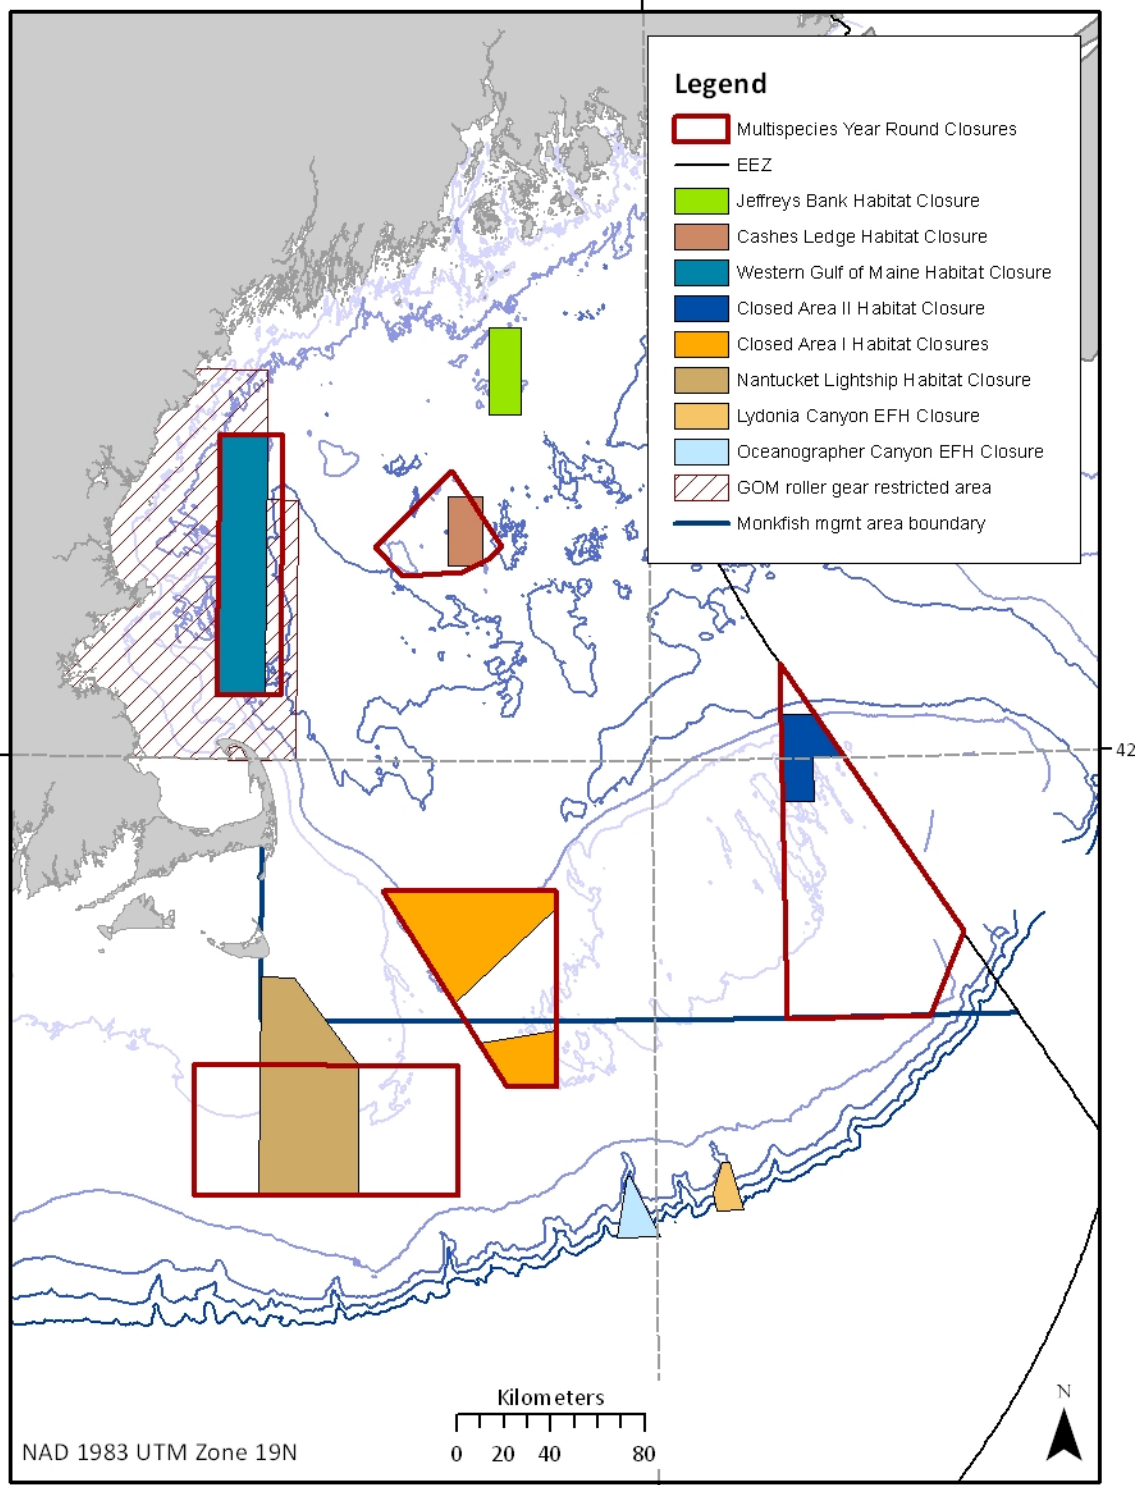 Legend
Multispecies Year Round Closures
EEZ
Jeffreys Bank Habitat Closure
Cashes Ledge Habitat Closure
Western Gulf of Maine Habitat Closure
Closed Area II Habitat Closure
Closed Area I Habitat Closures
Nantucket Lightship Habitat Closure
Lydonia Canyon EFH Closure
Oceanographer Canyon EFH Closure
GOM roller gear restricted area
Monkfish mgmt area boundary
42
Kilometers
0 20 40 80
N
NAD 1983 UTM Zone 19N